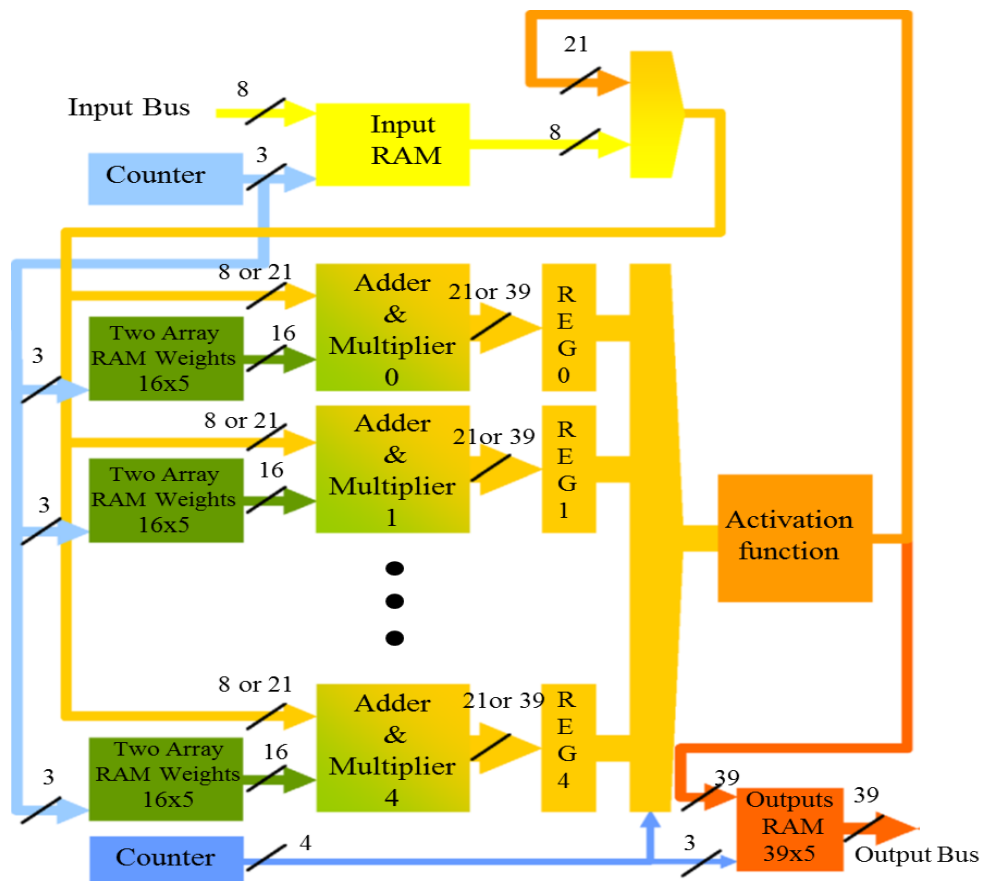 21
8
Input Bus
Input
RAM
8
3
Counter
8 or 21
Adder
&
Multiplier
0
21or 39
R
E
G
0
3
Two Array
RAM Weights
16x5
16
8 or 21
Adder
&
Multiplier
1
21or 39
R
E
G
1
3
Two Array
RAM Weights
16x5
16
Activation
function
8 or 21
Adder
&
Multiplier
4
21or 39
R
E
G
4
3
Two Array
RAM Weights
16x5
16
39
Outputs
RAM
39x5
39
Output Bus
Counter
4
3